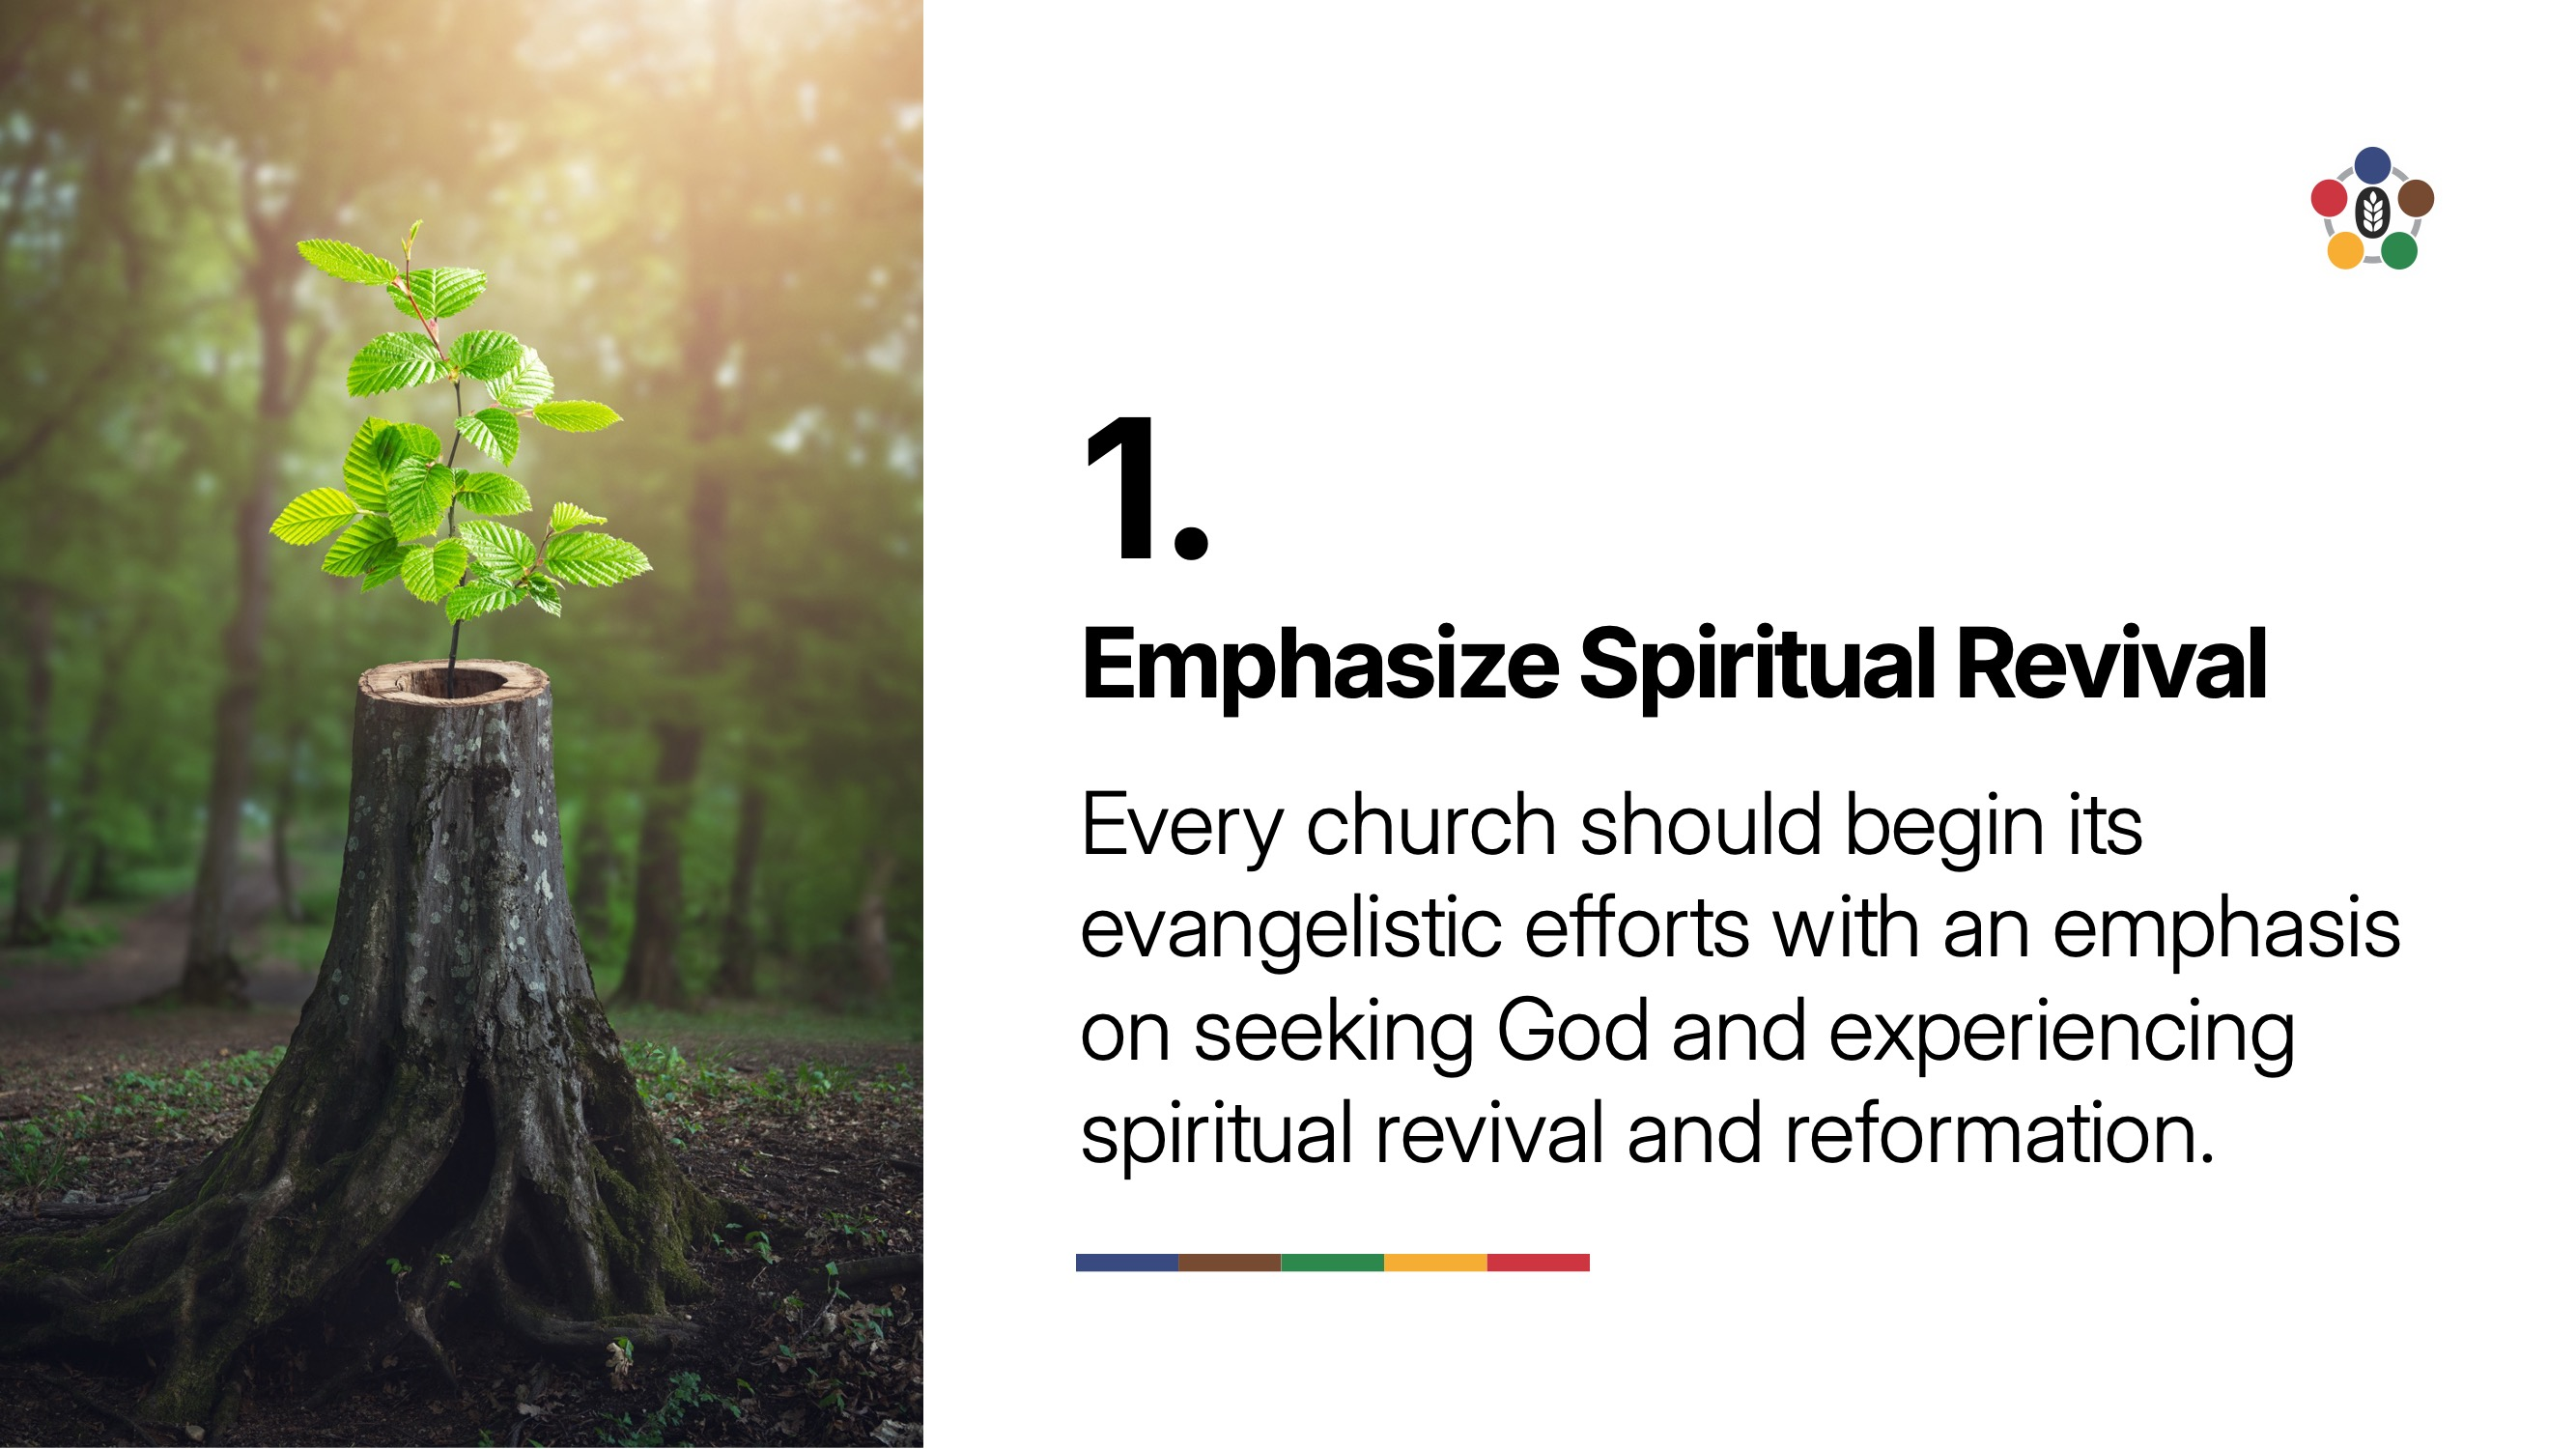 1.
Emphasize Spiritual Revival
Every church should begin its
evangelistic efforts with an emphasis
on seeking God and experiencing
spiritual revival and reformation.